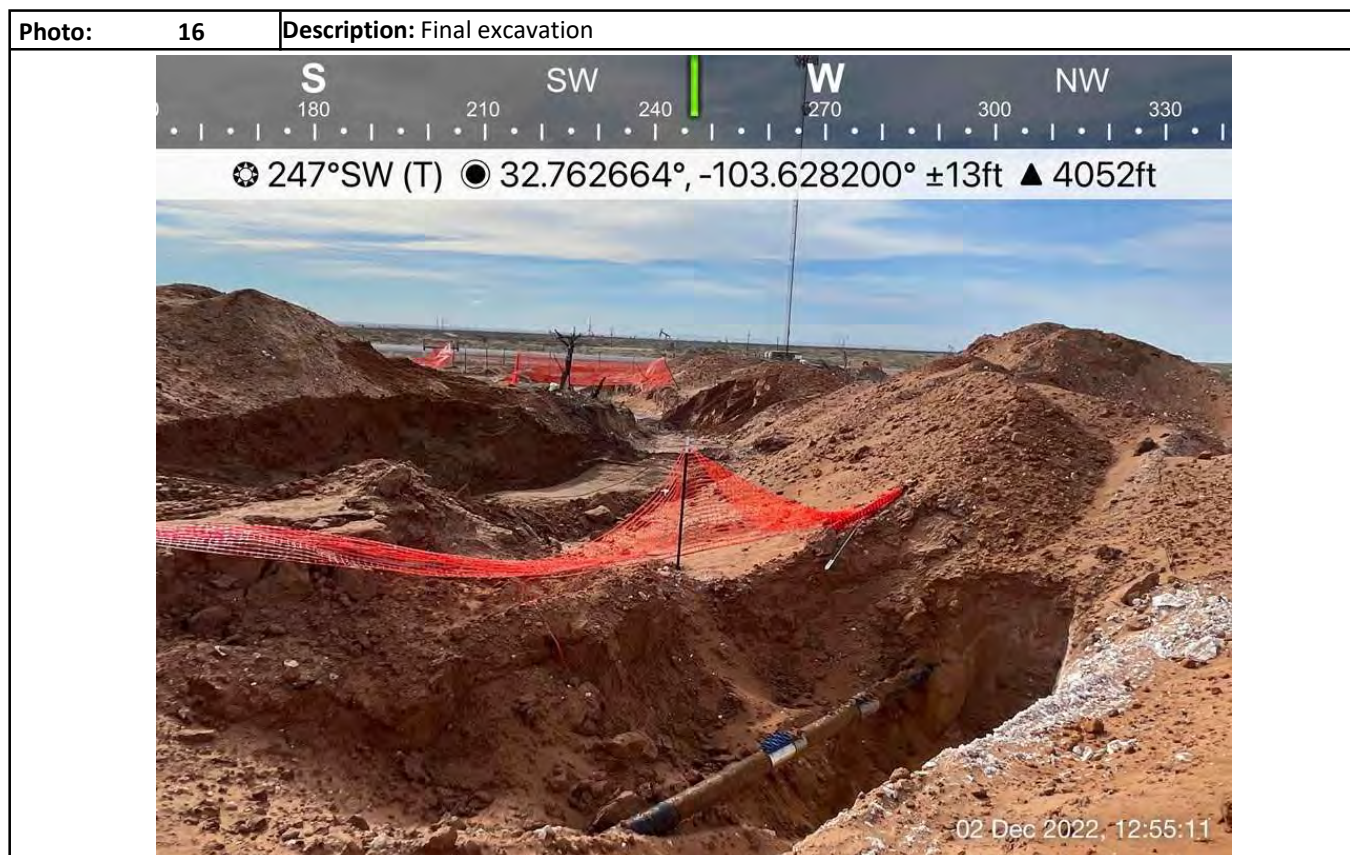 Photo: 16 Description: Final excavation
S SW W NW
180 210 240 270 300 330
247°SW (T) 32.762664°, -103.628200° ±13ft ▲ 4052ft
02 Dec 2022, 12:55:11